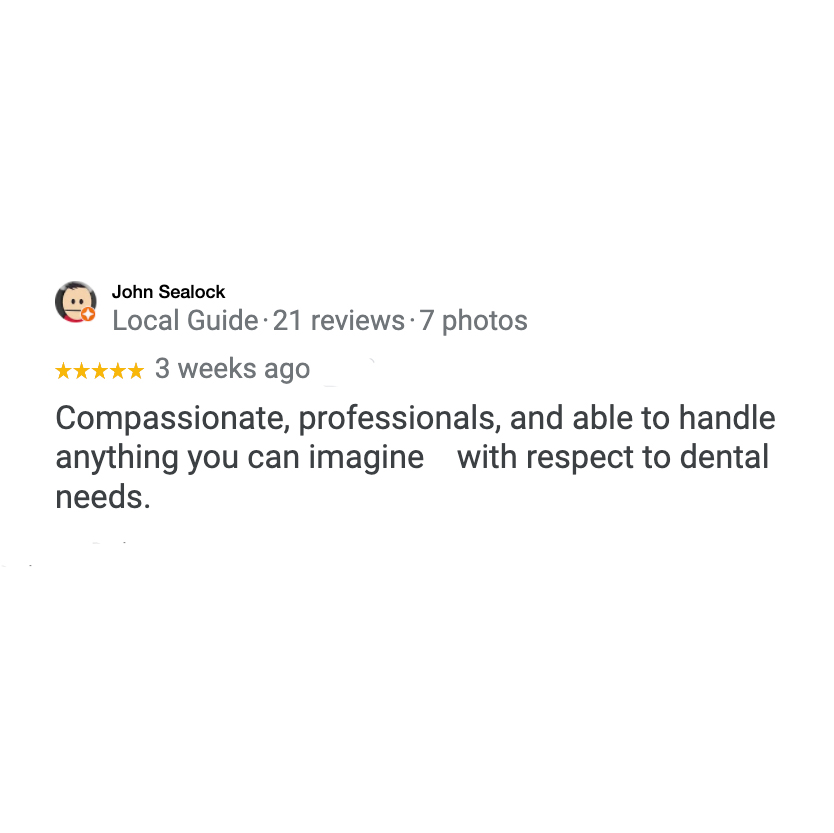 John Sealock
Local Guide · 21 reviews · 7 photos
3 weeks ago
Compassionate, professionals, and able to handle
anything you can imagine with respect to dental
needs.